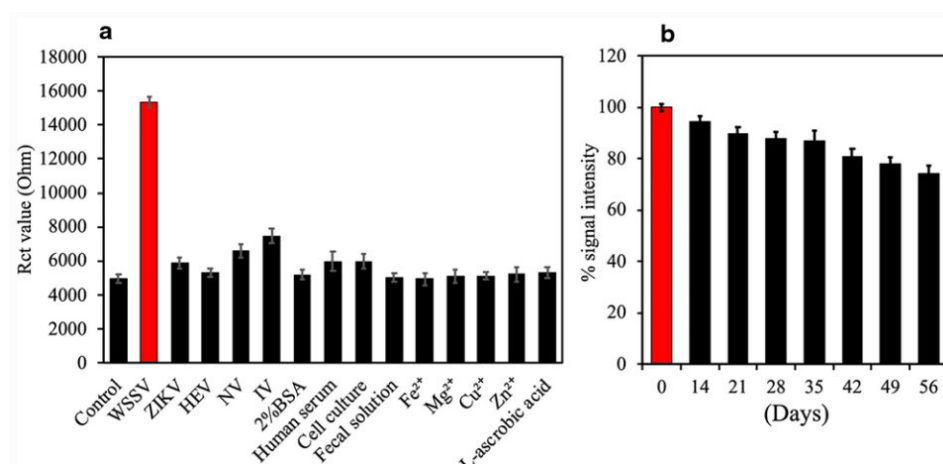 a
18000
16000
14000
12000
10000
8000
6000
4000
2000
0
Rct value (Ohm)
Control
WSSV
ZIKV
HEV
NV
IV
2%BSA
Human serum
Cell culture
Fecal solution
Fe²⁺
Mg²⁺
Cu²⁺
Zn²⁺
L-ascrobic acid
b
120
100
80
60
40
20
0
% signal intensity
0 14 21 28 35 42 49 56
(Days)